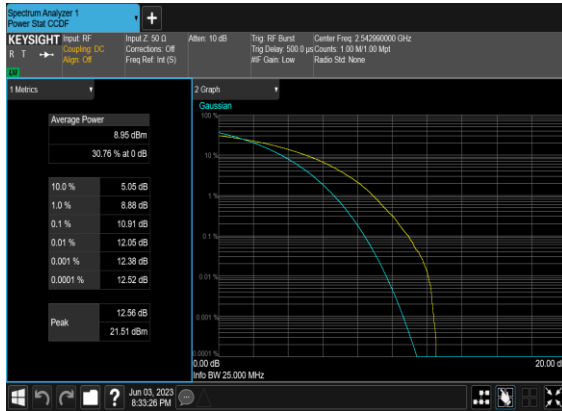 Spectrum Analyzer 1
Power Stat CCDF
KEYSIGHT
R T
LU
Input: RF
Coupling: DC
Align: Off
Input Z: 50 Ω
Corrections: Off
Freq Ref: Int (S)
Atten: 10 dB
Trig: RF Burst
Trig Delay: 500.0 µs
#IF Gain: Low
Center Freq: 2.542990000 GHz
Counts: 1.00 M/1.00 Mpt
Radio Std: None
1 Metrics
Average Power
8.95 dBm
30.76 % at 0 dB
10.0 % 5.05 dB
1.0 % 8.88 dB
0.1 % 10.91 dB
0.01 % 12.05 dB
0.001 % 12.38 dB
0.0001 % 12.52 dB
Peak
12.56 dB
21.51 dBm
2 Graph
Gaussian
100 %
10 %
1 %
0.1 %
0.01 %
0.001 %
0.0001 %
0.00 dB
20.00 d
Info BW 25.000 MHz
?
Jun 03, 2023
8:33:26 PM